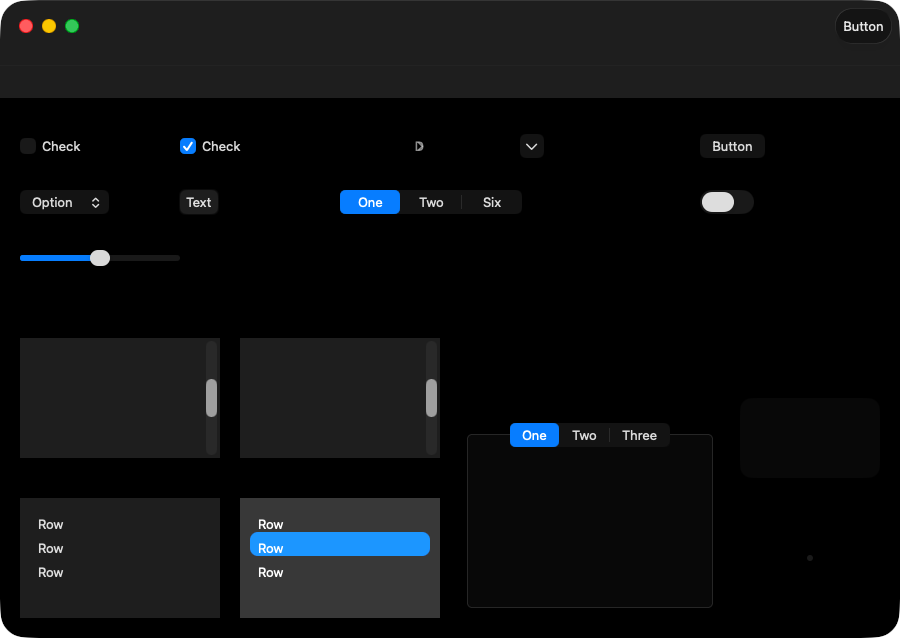 Button
Check
Check
Button
Option
Text
One
Two
Six
One
Two
Three
Row
Row
Row
Row
Row
Row